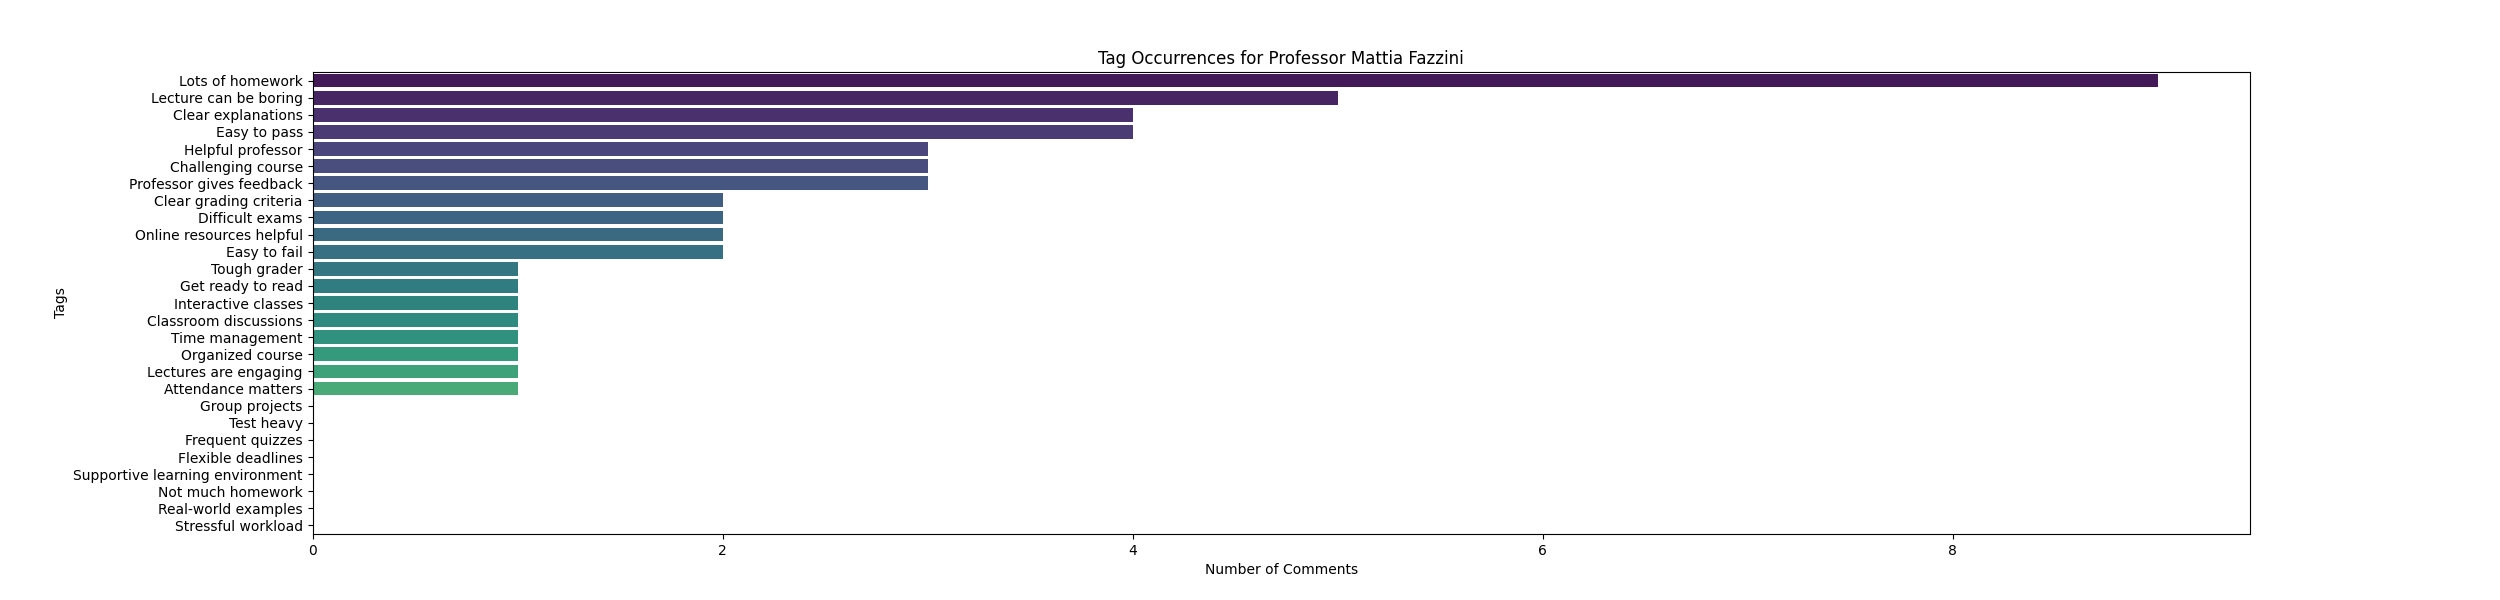 Tag Occurrences for Professor Mattia Fazzini
Lots of homework
Lecture can be boring
Clear explanations
Easy to pass
Helpful professor
Challenging course
Professor gives feedback
Clear grading criteria
Difficult exams
Online resources helpful
Easy to fail
Tough grader
Get ready to read
Interactive classes
Classroom discussions
Time management
Organized course
Lectures are engaging
Attendance matters
Group projects
Test heavy
Frequent quizzes
Flexible deadlines
Supportive learning environment
Not much homework
Real-world examples
Stressful workload
Tags
0 2 4 6 8
Number of Comments